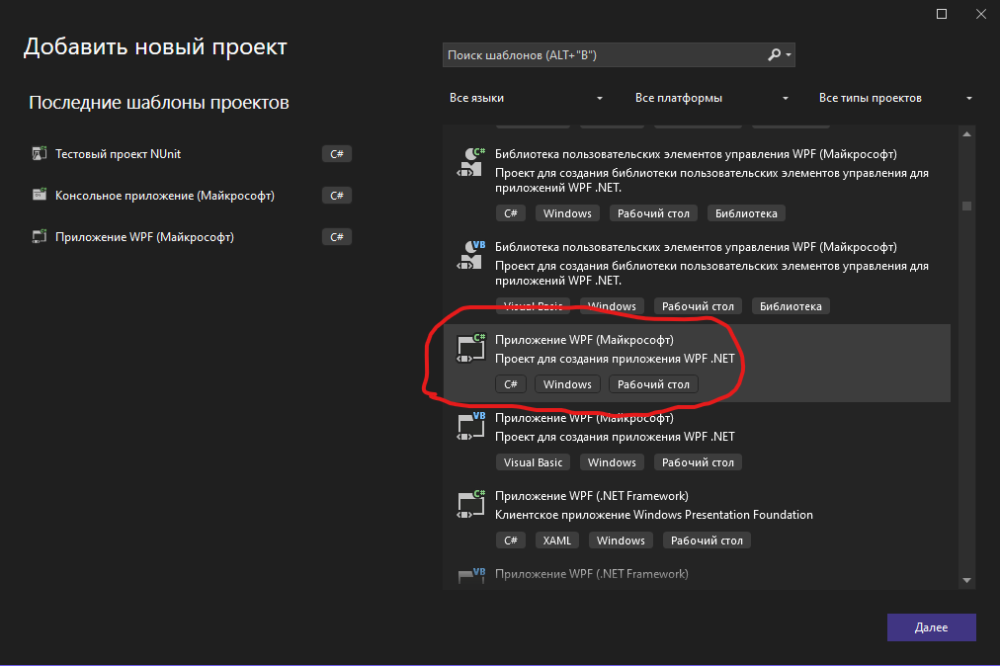 Добавить новый проект
Поиск шаблонов (ALT+"В")
Последние шаблоны проектов
Все языки
Все платформы
Все типы проектов
Тестовый проект NUnit
C#
Консольное приложение (Майкрософт)
C#
Приложение WPF (Майкрософт)
C#
C#
Библиотека пользовательских элементов управления WPF (Майкрософт)
Проект для создания библиотеки пользовательских элементов управления для
приложений WPF .NET.
C# Windows Рабочий стол Библиотека
VB
Библиотека пользовательских элементов управления WPF (Майкрософт)
Проект для создания библиотеки пользовательских элементов управления для
приложений WPF .NET.
Visual Basic Windows Рабочий стол Библиотека
C#
Приложение WPF (Майкрософт)
Проект для создания приложения WPF .NET
C# Windows Рабочий стол
VB
Приложение WPF (Майкрософт)
Проект для создания приложения WPF .NET
Visual Basic Windows Рабочий стол
C#
Приложение WPF (.NET Framework)
Клиентское приложение Windows Presentation Foundation
C# XAML Windows Рабочий стол
VB
Приложение WPF (.NET Framework)
Далее